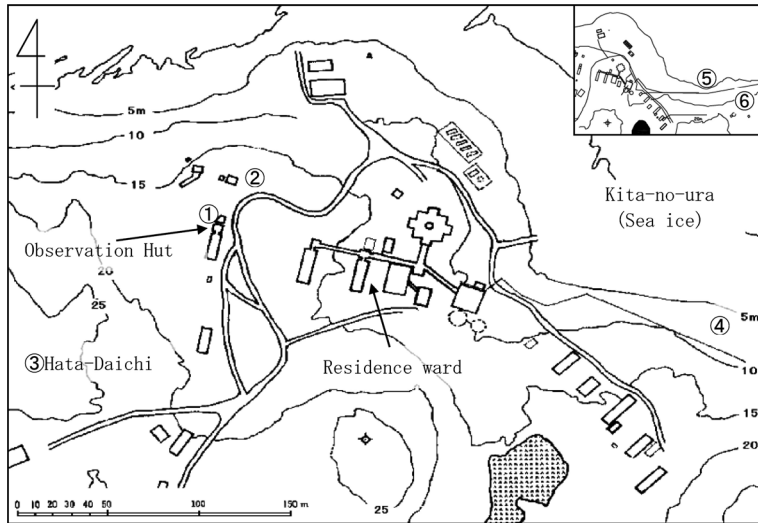 5m
10
15
②
①
Observation Hut
20
25
③Hata-Daichi
Residence ward
Kita-no-ura
(Sea ice)
⑤
⑥
5m
④
10
15
20
25
0 10 20 30 40 50 100 150 m